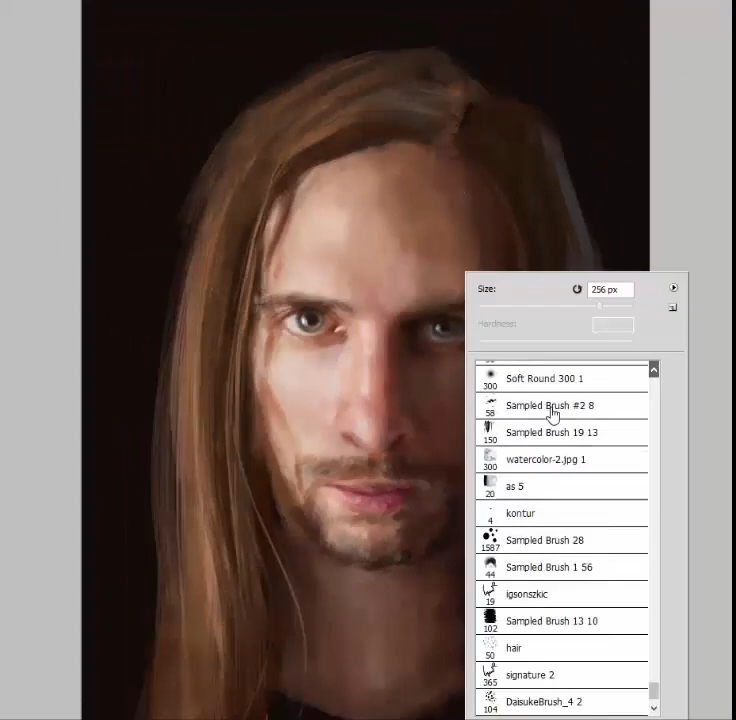 Size:
256 px
Hardness:
Soft Round 300 1
300
Sampled Brush #2 8
58
Sampled Brush 19 13
150
watercolor-2.jpg 1
300
as 5
20
kontur
4
Sampled Brush 28
1587
Sampled Brush 1 56
44
igsonszkic
19
Sampled Brush 13 10
102
hair
50
signature 2
365
DaisukeBrush_4 2
104